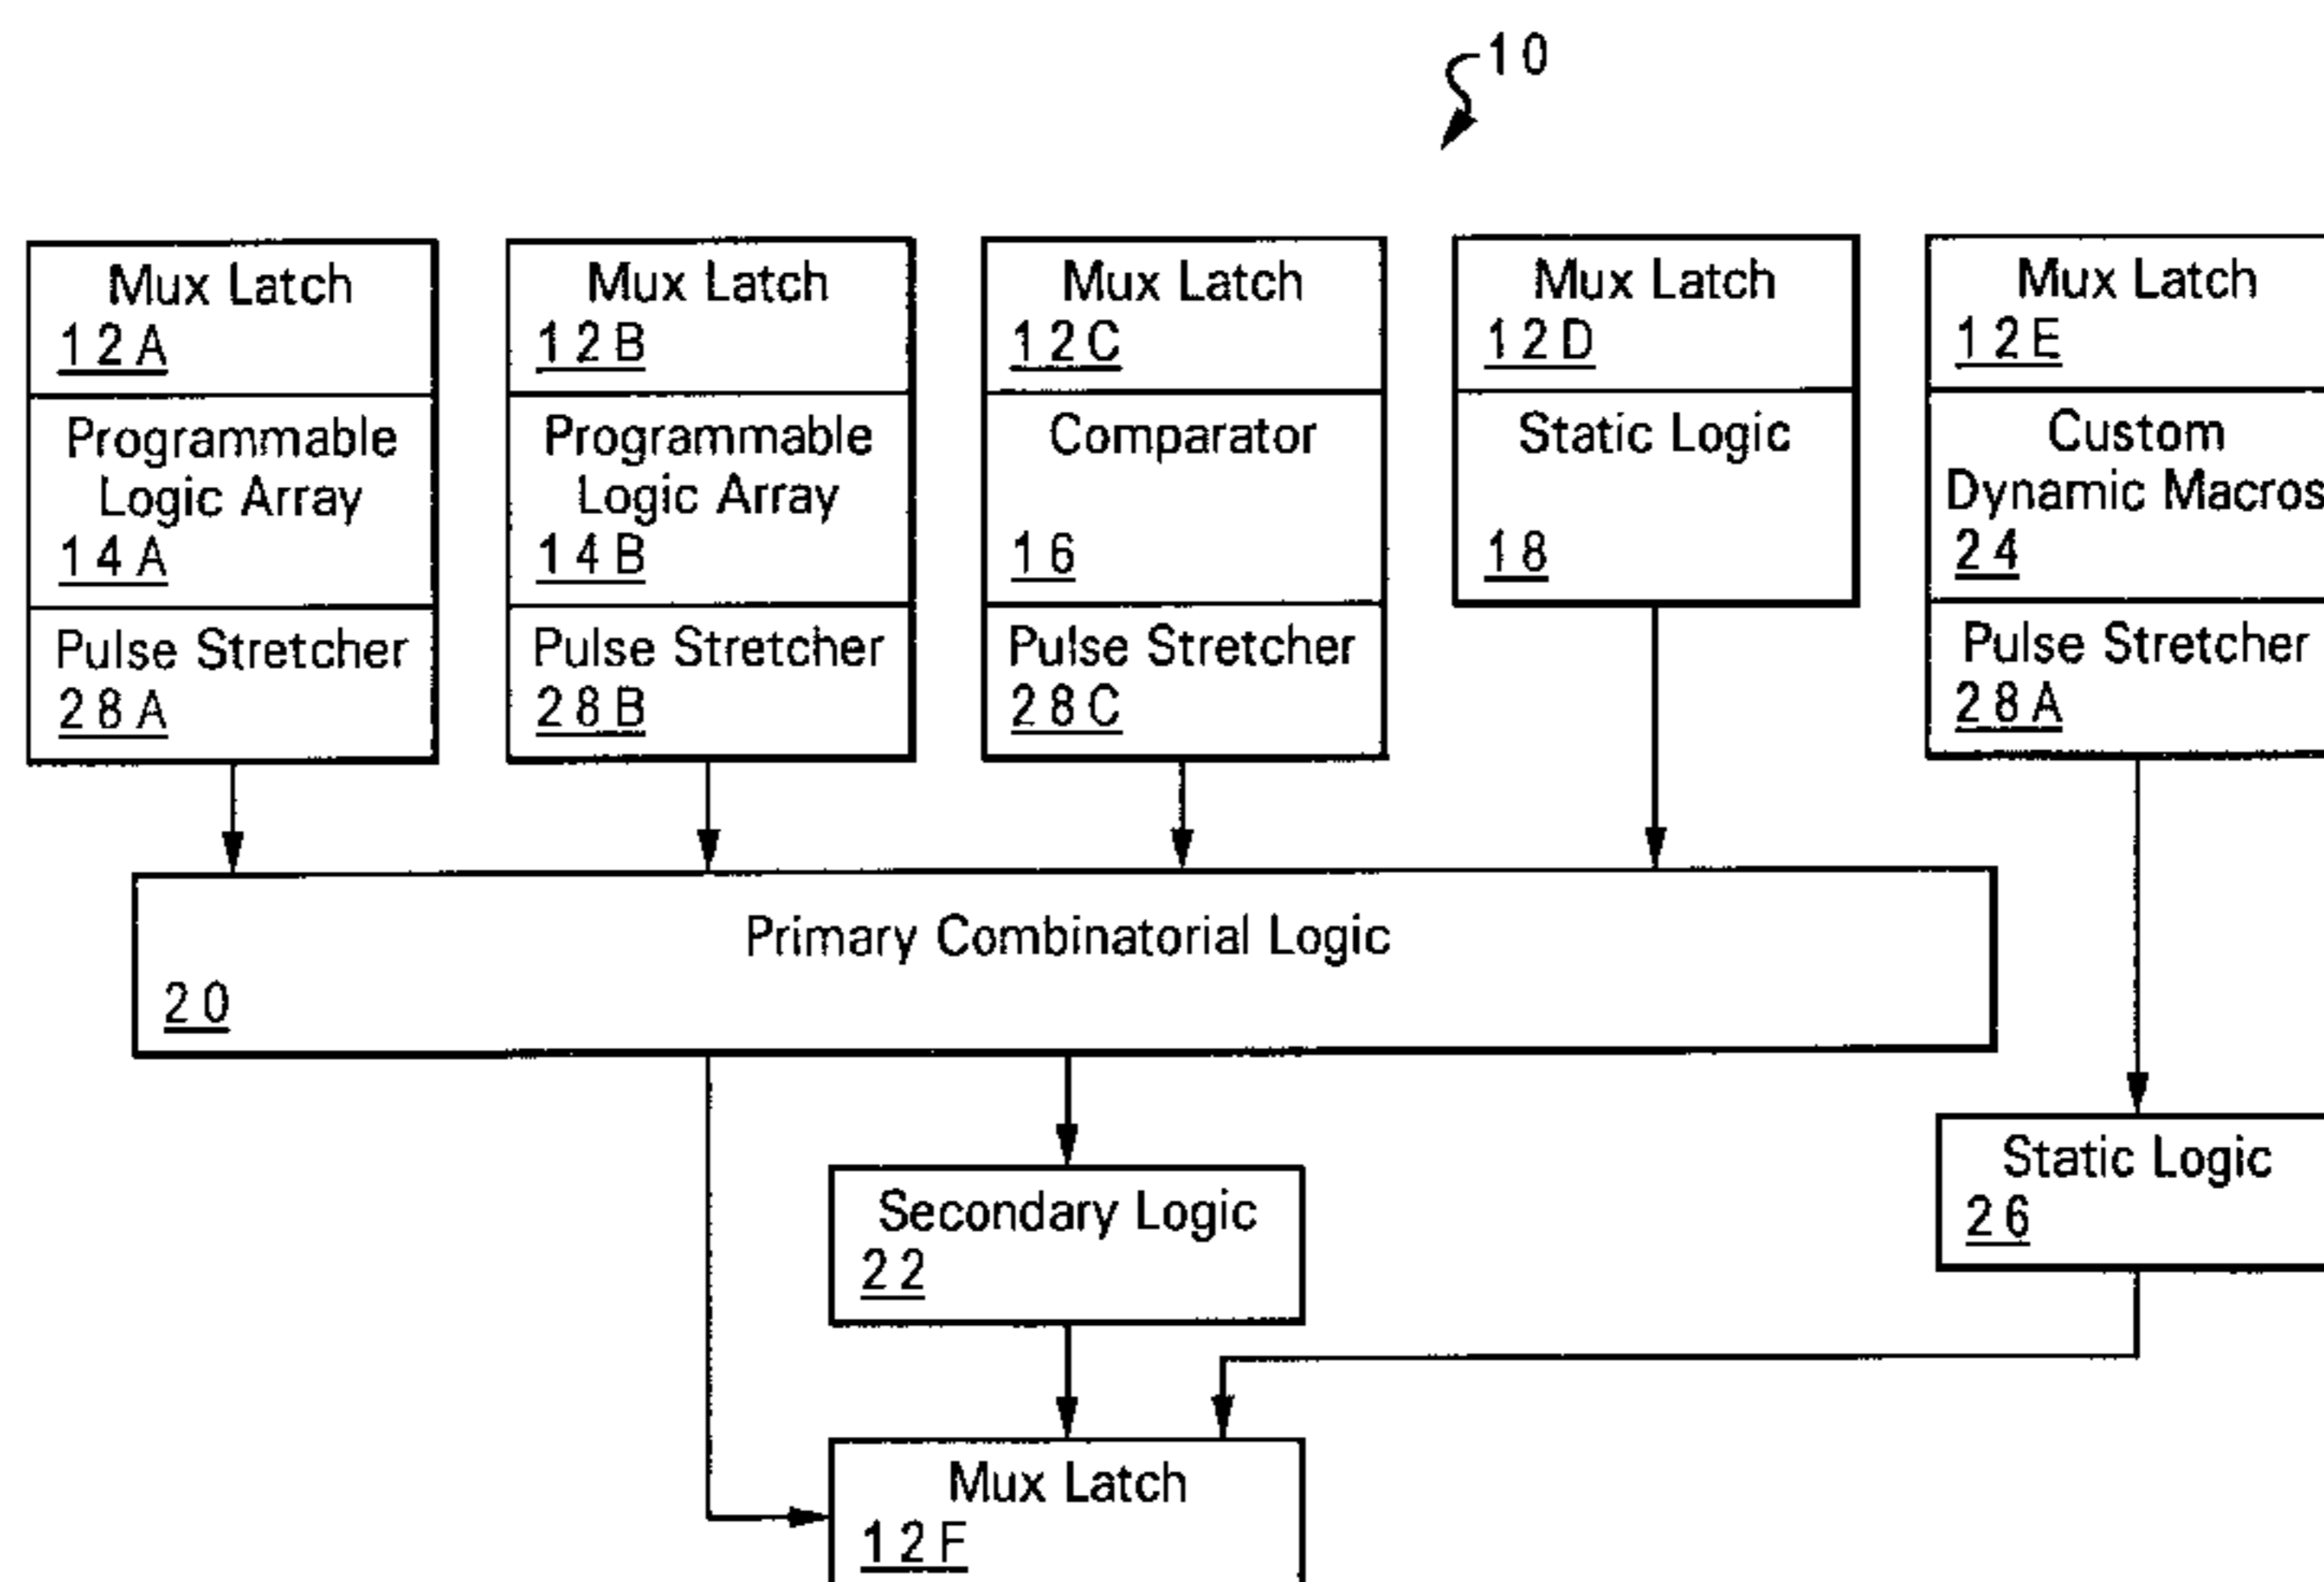 10
Mux Latch
12A
Programmable
Logic Array
14A
Pulse Stretcher
28A
Mux Latch
12B
Programmable
Logic Array
14B
Pulse Stretcher
28B
Mux Latch
12C
Comparator
16
Pulse Stretcher
28C
Mux Latch
12D
Static Logic
18
Mux Latch
12E
Custom
Dynamic Macros
24
Pulse Stretcher
28A
Primary Combinatorial Logic
20
Secondary Logic
22
Static Logic
26
Mux Latch
12F